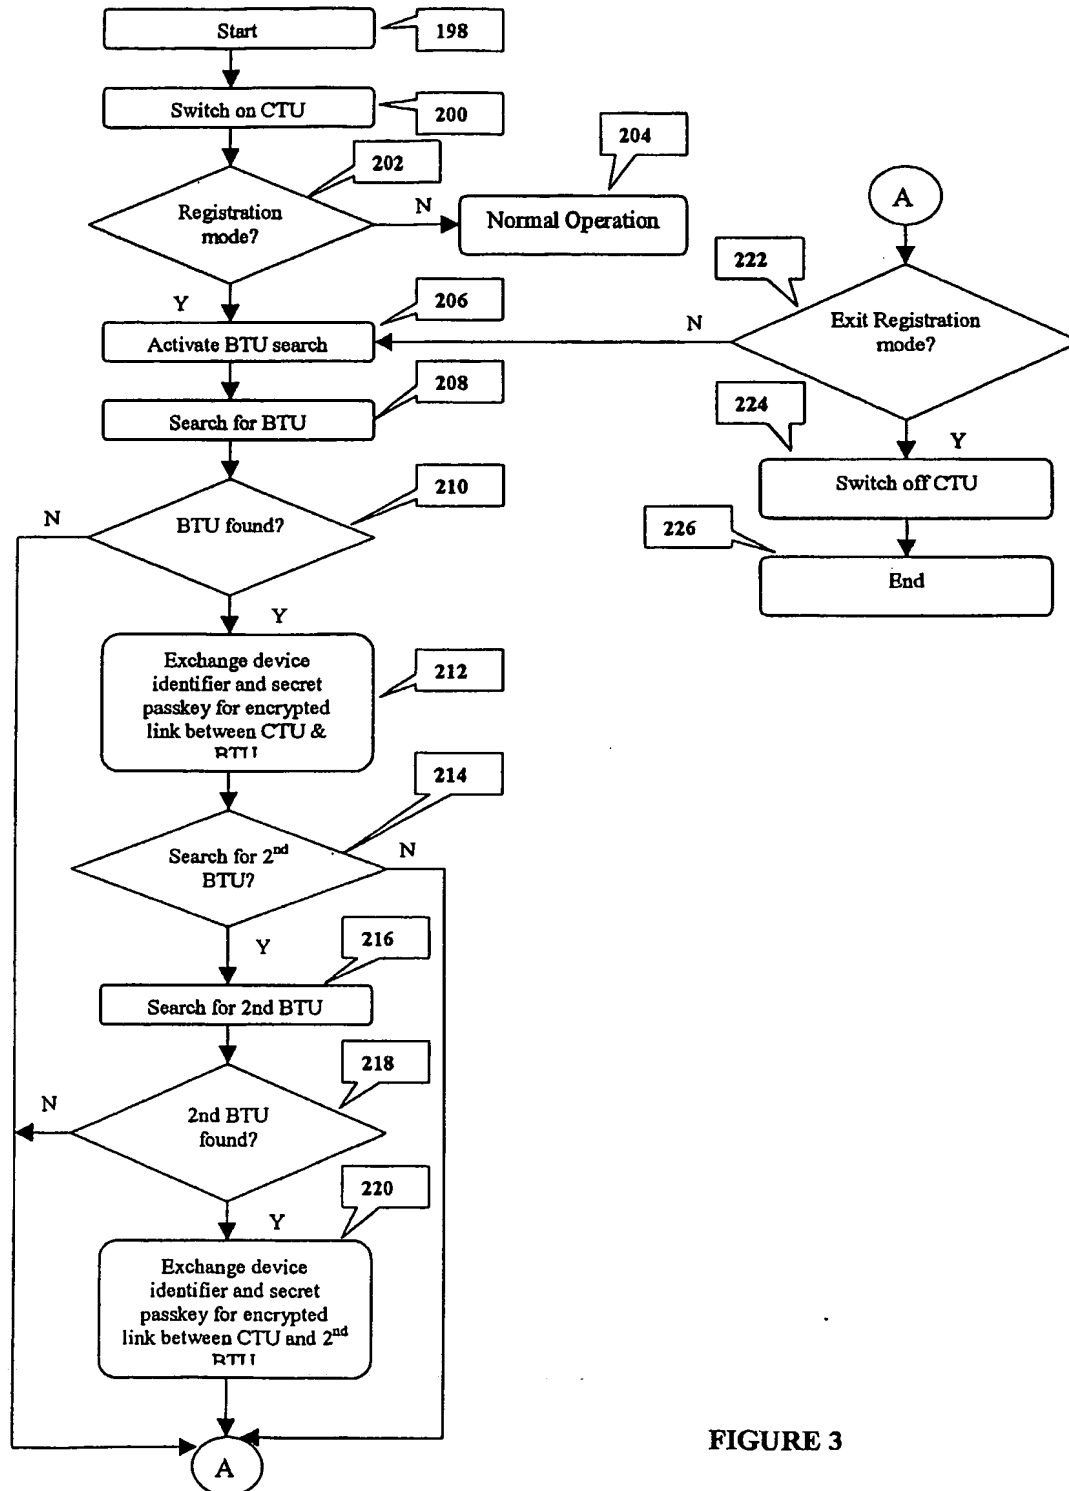 Start
198
Switch on CTU
200
202
204
Registration
mode?
N
Normal Operation
A
Y
206
222
Activate BTU search
N
Exit Registration
mode?
208
Search for BTU
224
Y
210
Switch off CTU
N
BTU found?
226
End
Y
Exchange device
identifier and secret
passkey for encrypted
link between CTU &
BTU
212
214
Search for 2nd
BTU?
N
Y
216
Search for 2nd BTU
218
N
2nd BTU
found?
220
Y
Exchange device
identifier and secret
passkey for encrypted
link between CTU and 2nd
BTU
A
FIGURE 3